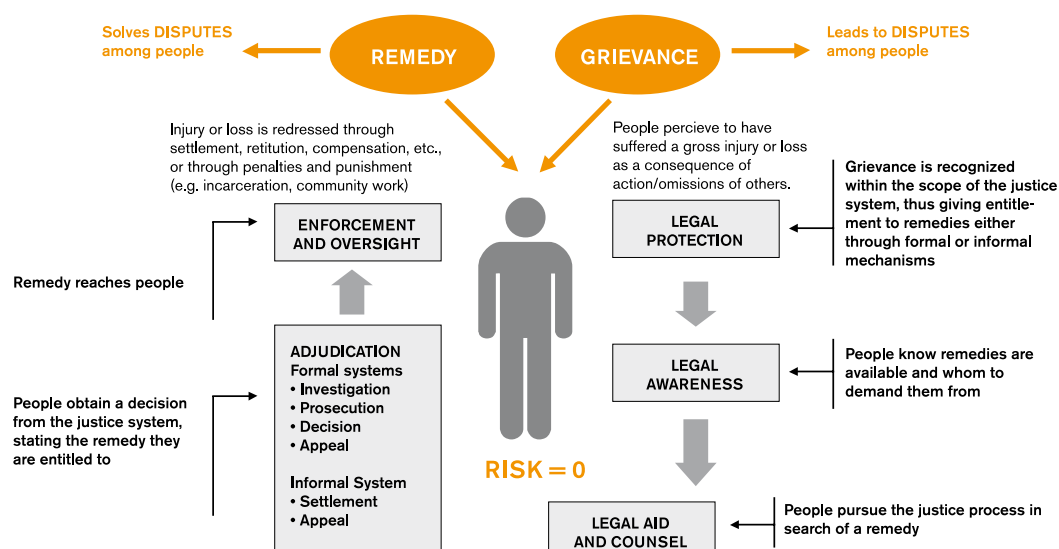 Solves DISPUTES
among people
REMEDY
GRIEVANCE
Leads to DISPUTES
among people
Injury or loss is redressed through
settlement, retitution, compensation, etc.,
or through penalties and punishment
(e.g. incarceration, community work)
People percieve to have
suffered a gross injury or loss
as a consequence of
action/omissions of others.
Grievance is recognized
within the scope of the justice
system, thus giving entitle-
ment to remedies either
through formal or informal
mechanisms
ENFORCEMENT
AND OVERSIGHT
LEGAL
PROTECTION
Remedy reaches people
ADJUDICATION
Formal systems
• Investigation
• Prosecution
• Decision
• Appeal
Informal System
• Settlement
• Appeal
LEGAL
AWARENESS
People know remedies are
available and whom to
demand them from
People obtain a decision
from the justice system,
stating the remedy they
are entitled to
RISK = 0
LEGAL AID
AND COUNSEL
People pursue the justice process in
search of a remedy